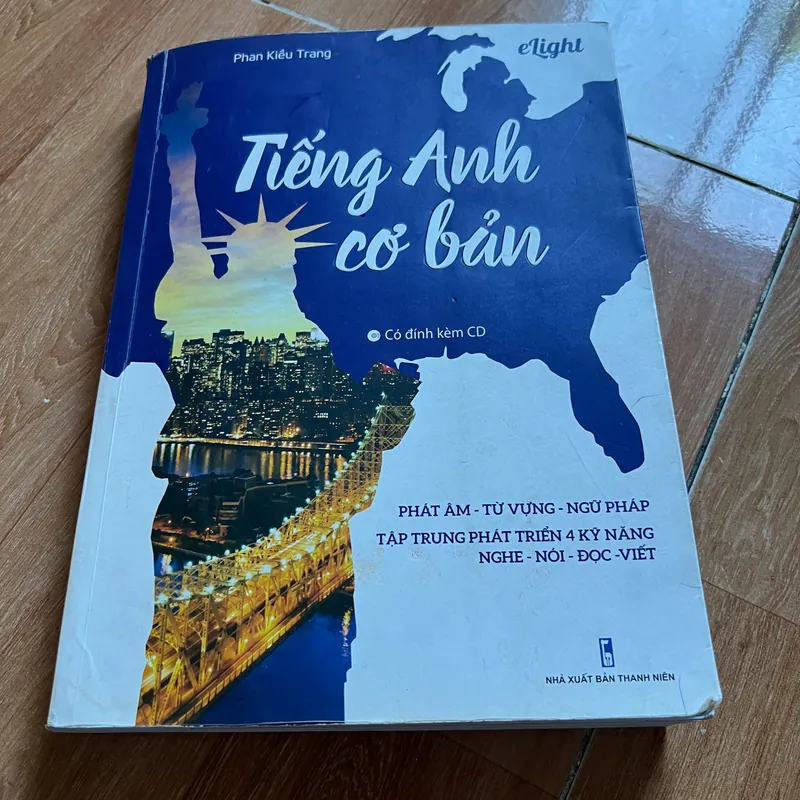 Phan Kiều Trang
eLight
Tiếng Anh
cơ bản
Có đính kèm CD
PHÁT ÂM - TỪ VỰNG - NGỮ PHÁP
TẬP TRUNG PHÁT TRIỂN 4 KỸ NĂNG
NGHE - NÓI - ĐỌC -VIẾT
NHÀ XUẤT BẢN THANH NIÊN